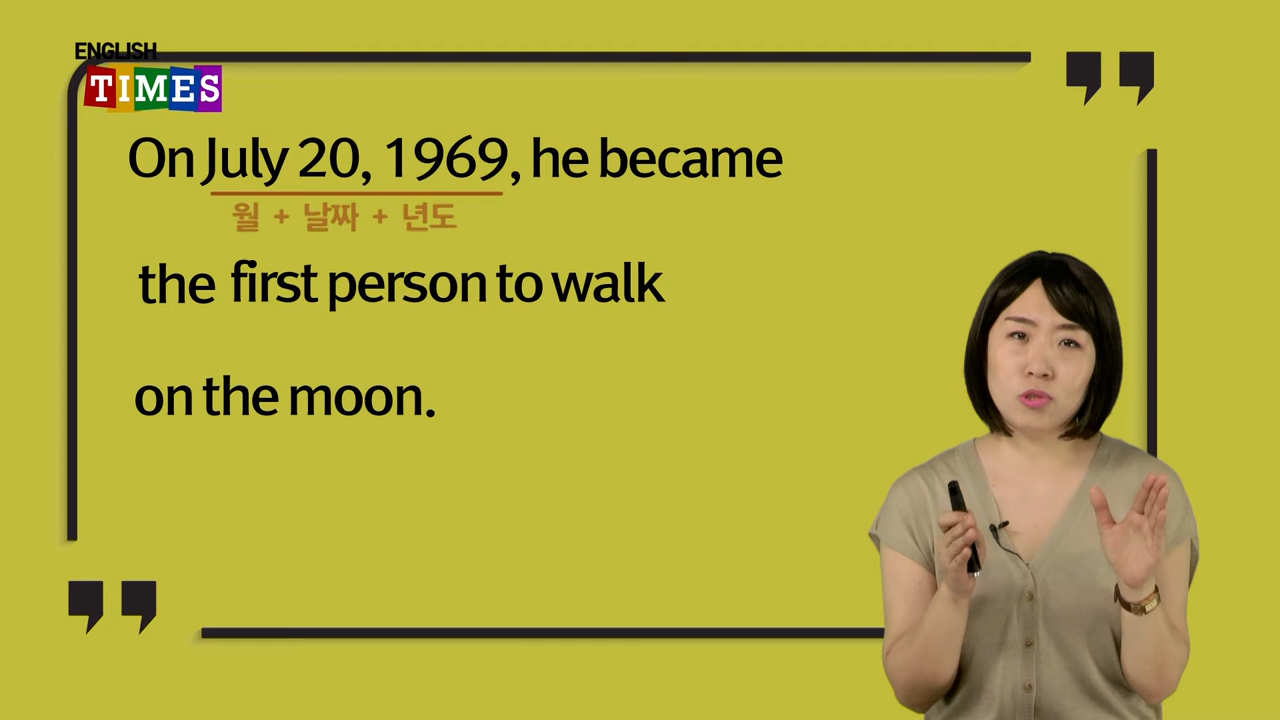 ENGLISH
TIMES
On July 20, 1969, he became
월 + 날짜 + 년도
the first person to walk
on the moon.